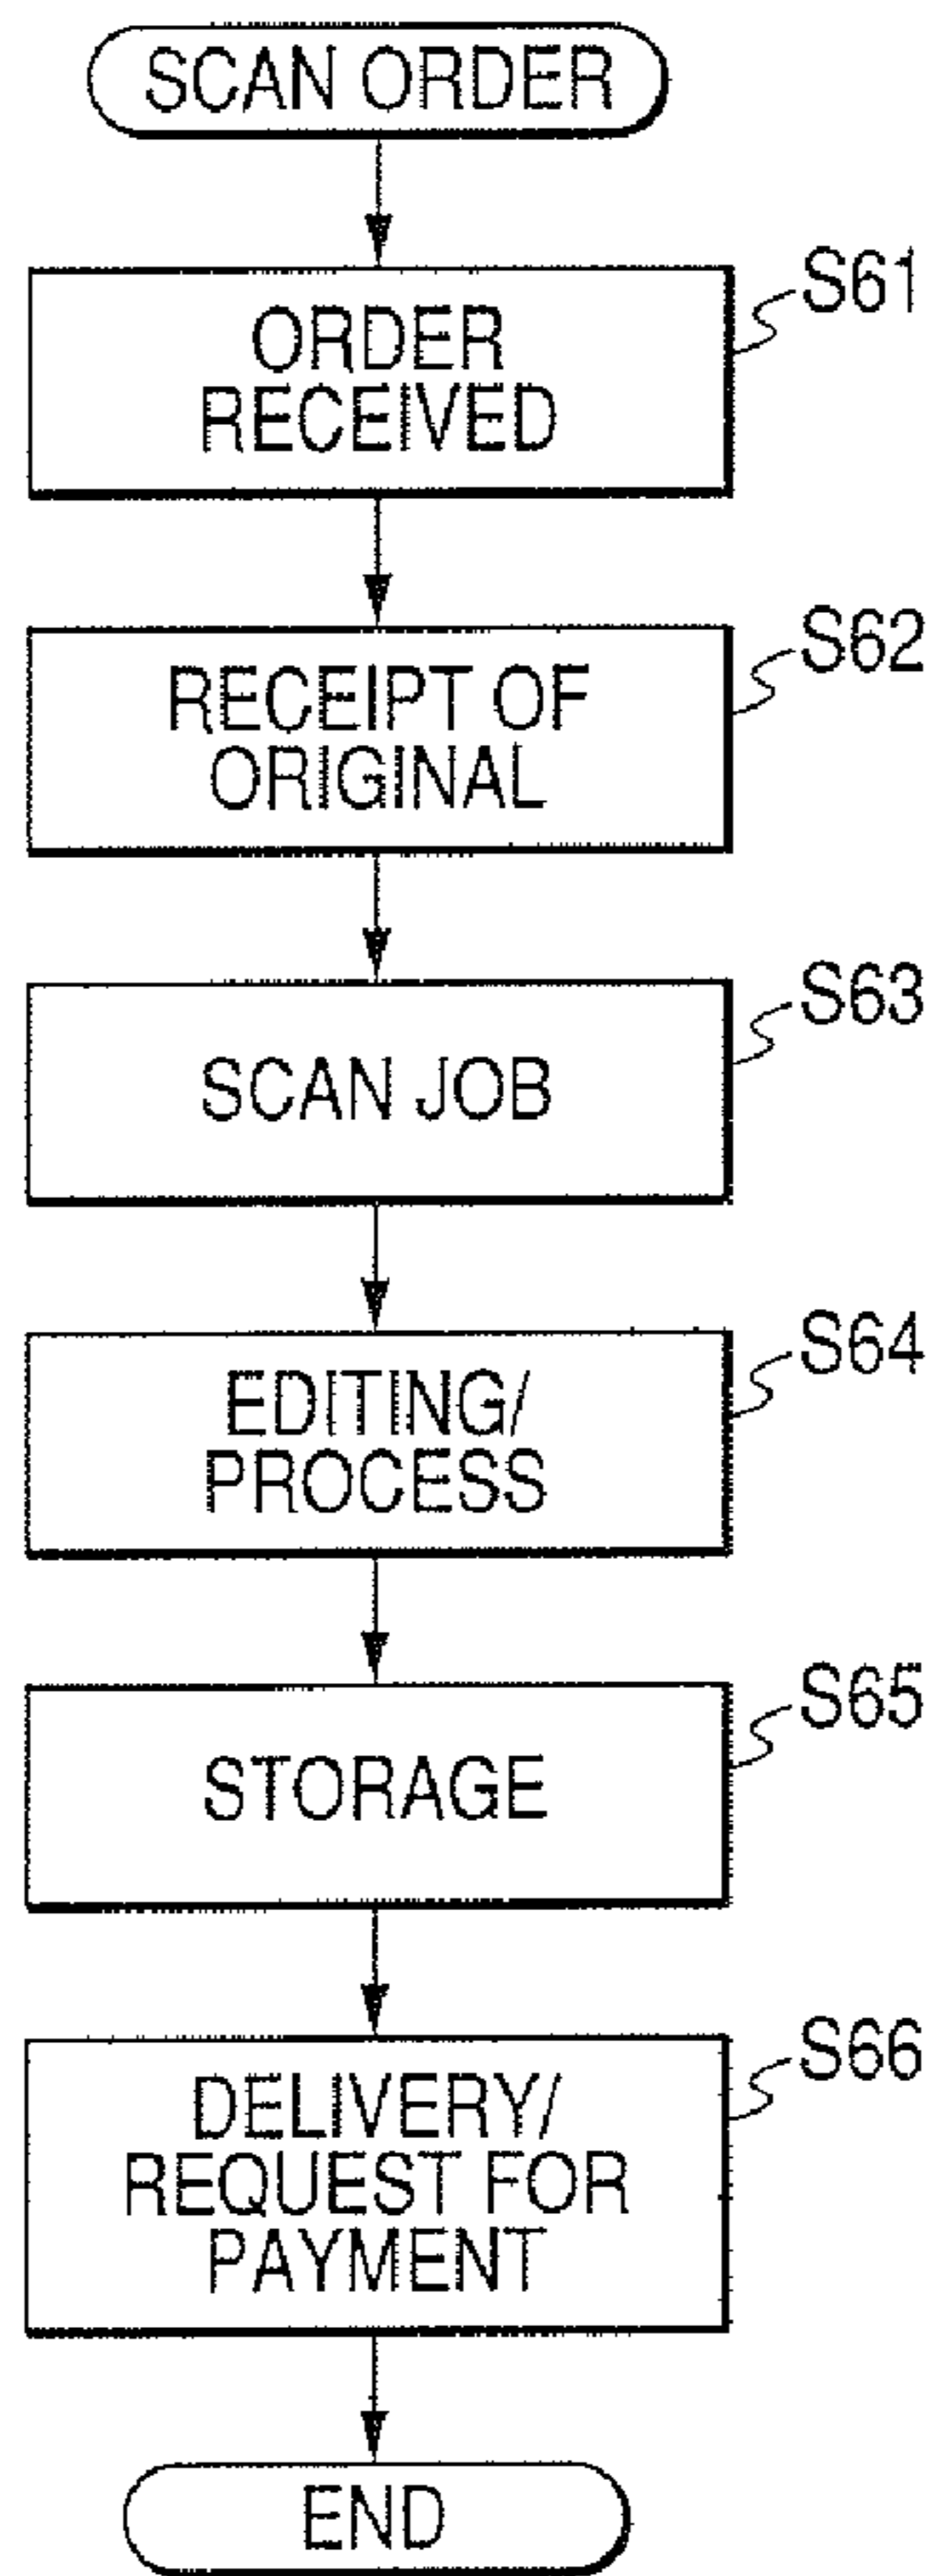 SCAN ORDER
S61
ORDER
RECEIVED
S62
RECEIPT OF
ORIGINAL
S63
SCAN JOB
S64
EDITING/
PROCESS
S65
STORAGE
S66
DELIVERY/
REQUEST FOR
PAYMENT
END